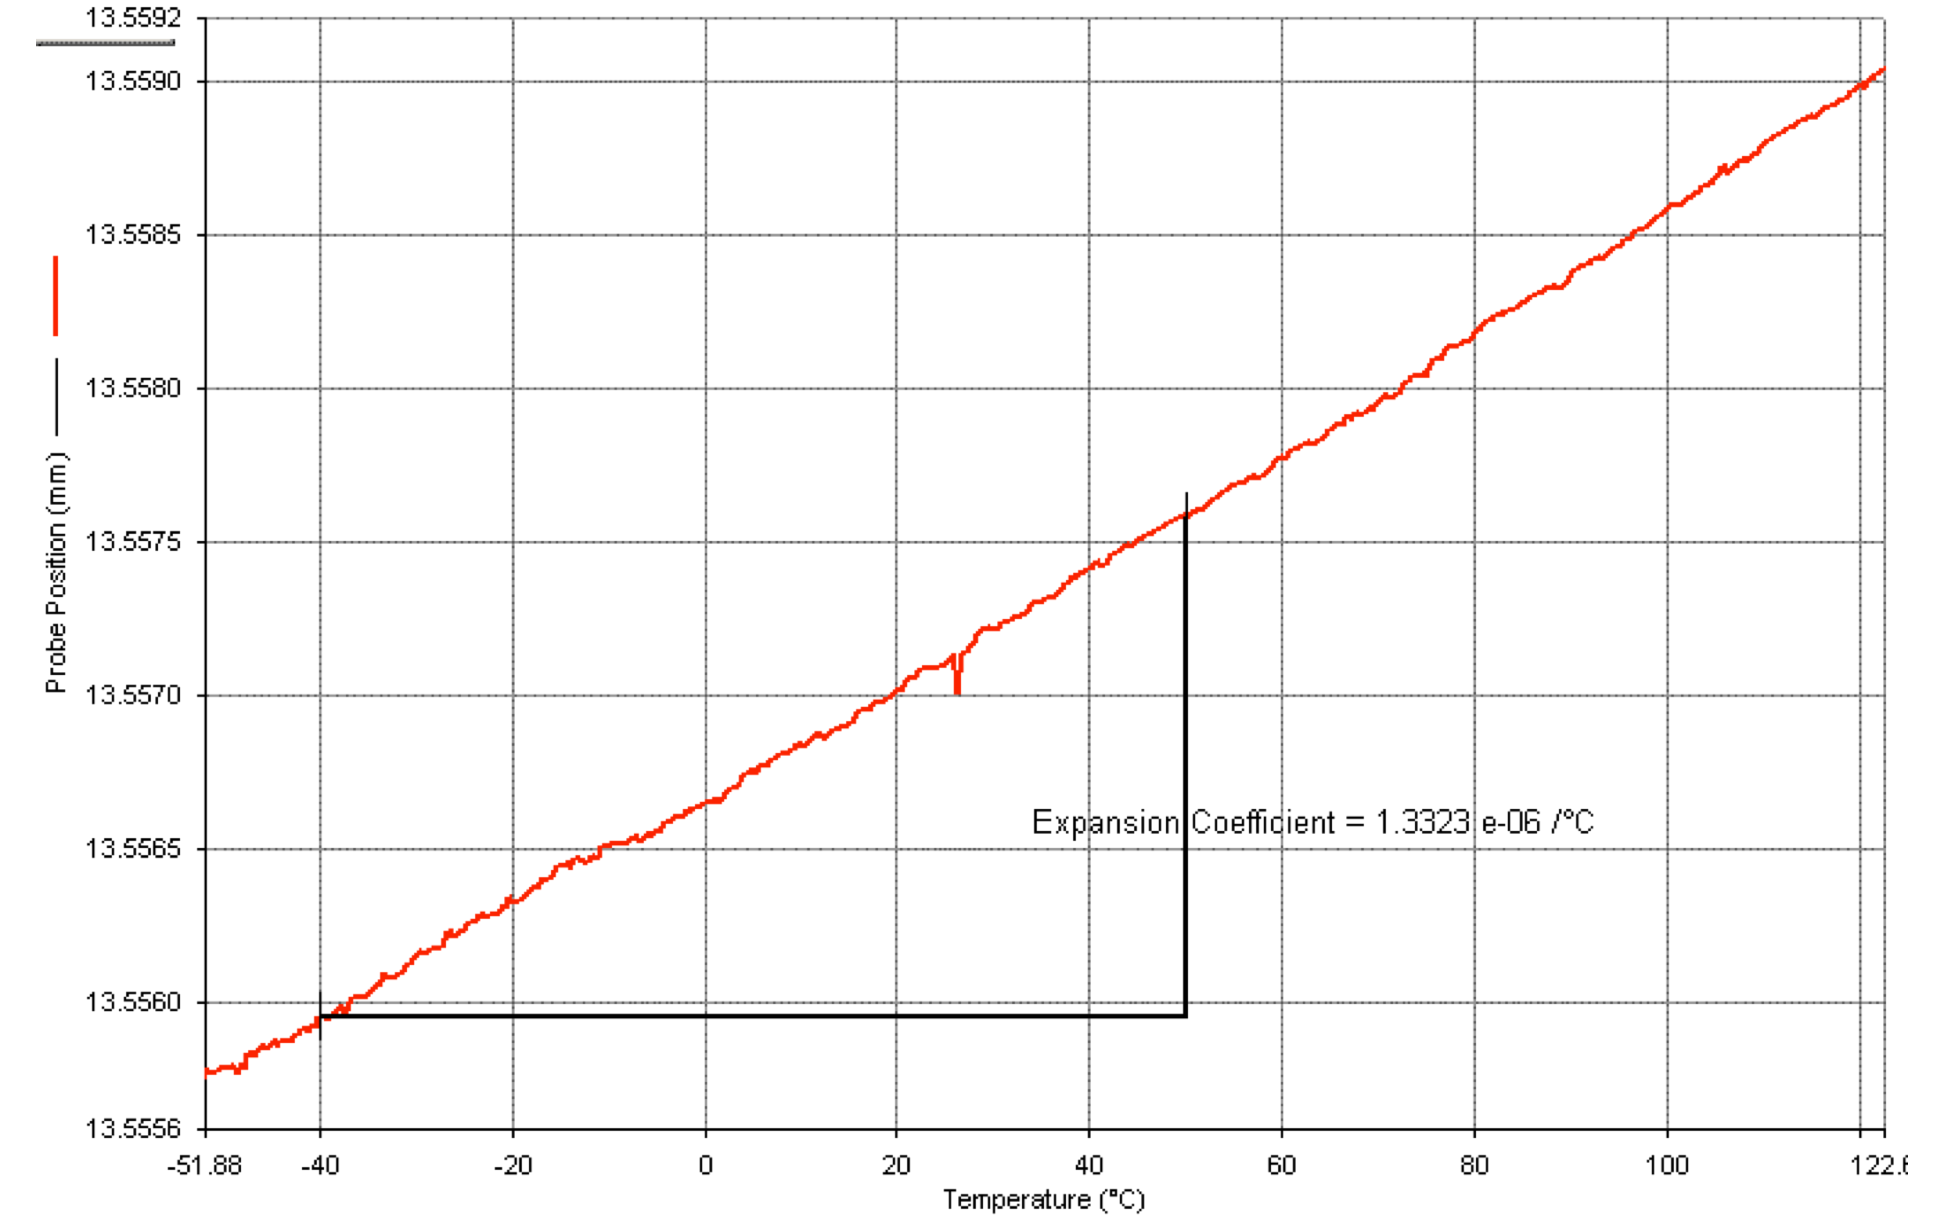 13.5592
13.5590
13.5585
13.5580
13.5575
13.5570
13.5565
13.5560
13.5556
Probe Position (mm)
Expansion Coefficient = 1.3323 e-06 /°C
-51.88 -40 -20 0 20 40 60 80 100 122.6
Temperature (°C)